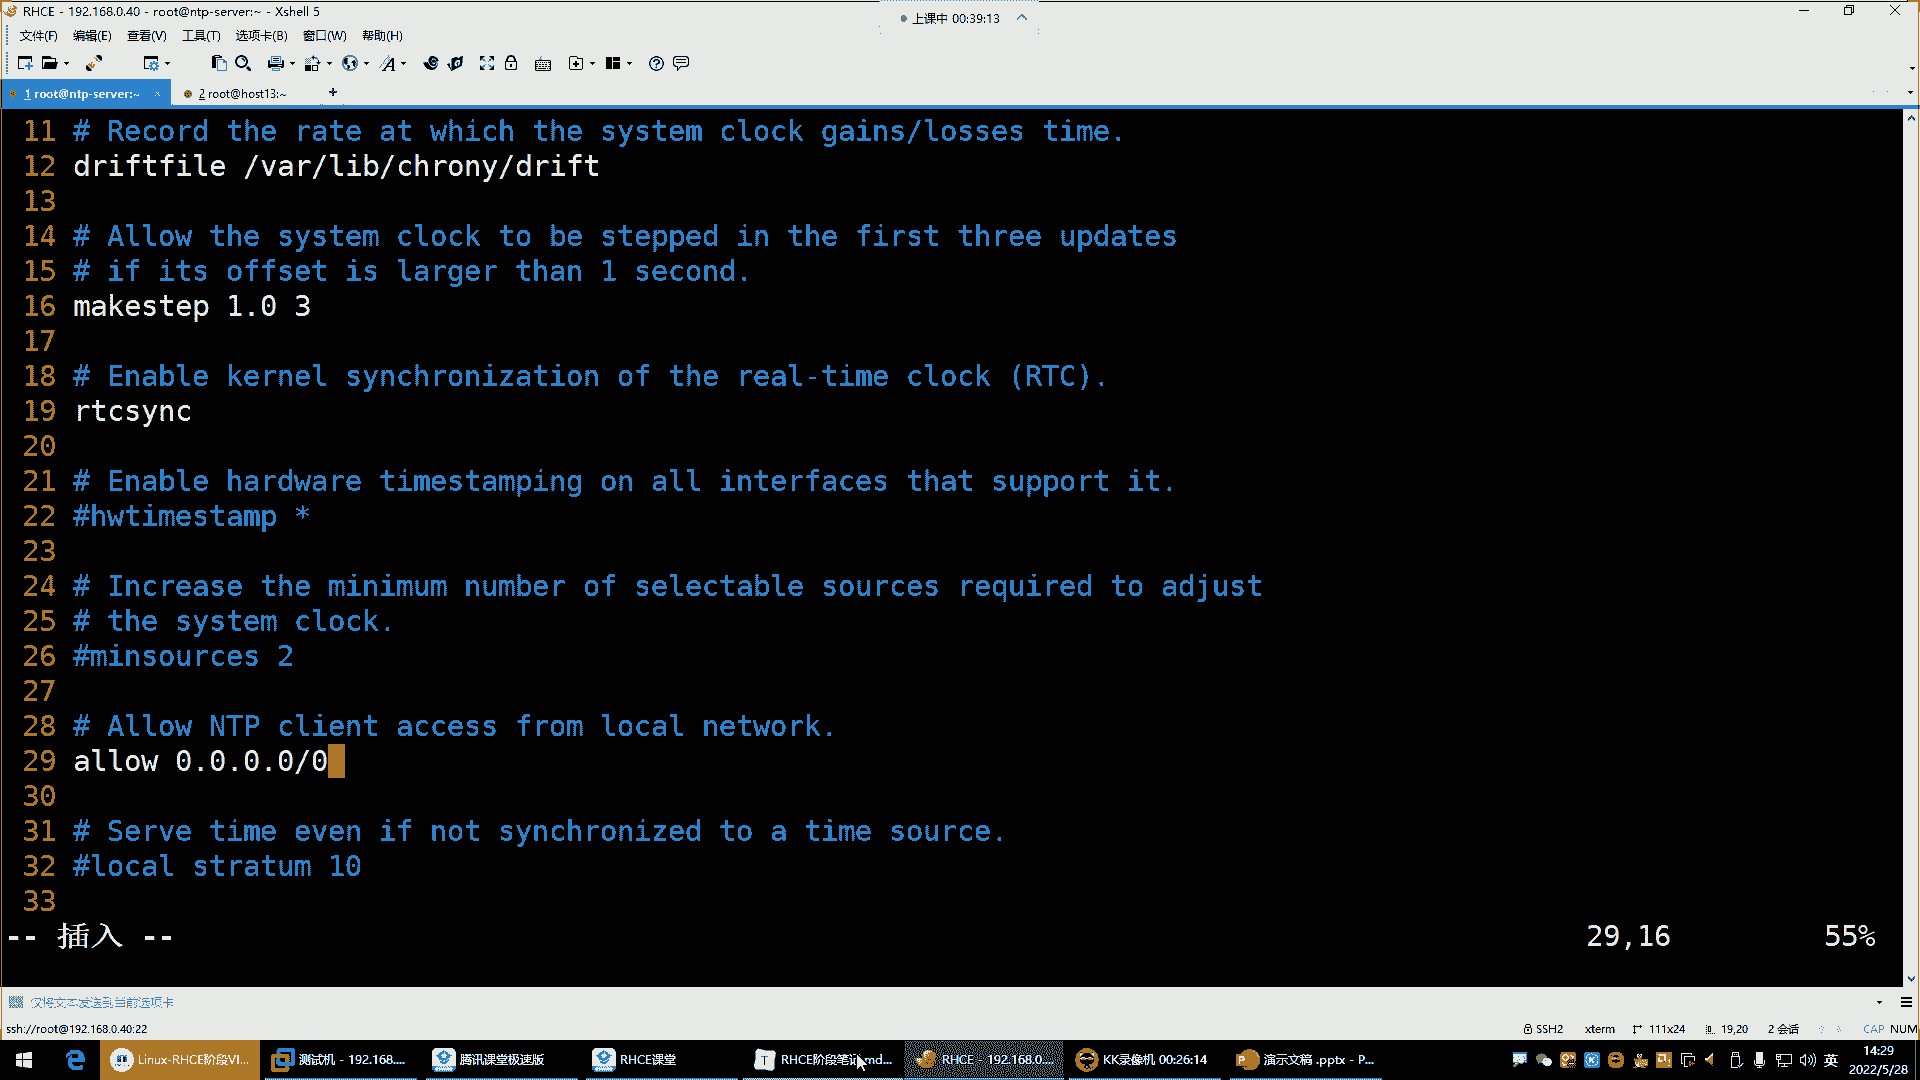 RHCE - 192.168.0.40 - root@ntp-server:~ - Xshell 5
上课中 00:39:13
文件(F) 编辑(E) 查看(V) 工具(T) 选项卡(B) 窗口(W) 帮助(H)
1 root@ntp-server:~ × 2 root@host13:~ +
11 # Record the rate at which the system clock gains/losses time.
12 driftfile /var/lib/chrony/drift
13
14 # Allow the system clock to be stepped in the first three updates
15 # if its offset is larger than 1 second.
16 makestep 1.0 3
17
18 # Enable kernel synchronization of the real-time clock (RTC).
19 rtcsync
20
21 # Enable hardware timestamping on all interfaces that support it.
22 #hwtimestamp *
23
24 # Increase the minimum number of selectable sources required to adjust
25 # the system clock.
26 #minsources 2
27
28 # Allow NTP client access from local network.
29 allow 0.0.0.0/0
30
31 # Serve time even if not synchronized to a time source.
32 #local stratum 10
33
-- 插入 -- 29,16 55%
仅将文本发送到当前选项卡
ssh://root@192.168.0.40:22 SSH2 xterm 111x24 19,20 2 会话 CAP NUM
Linux-RHCE阶段VI... 测试机 - 192.168.... 腾讯课堂极速版 RHCE课堂 RHCE阶段笔记.md... RHCE - 192.168.0.... KK录像机 00:26:14 演示文稿 .pptx - P... 英 14:29
2022/5/28